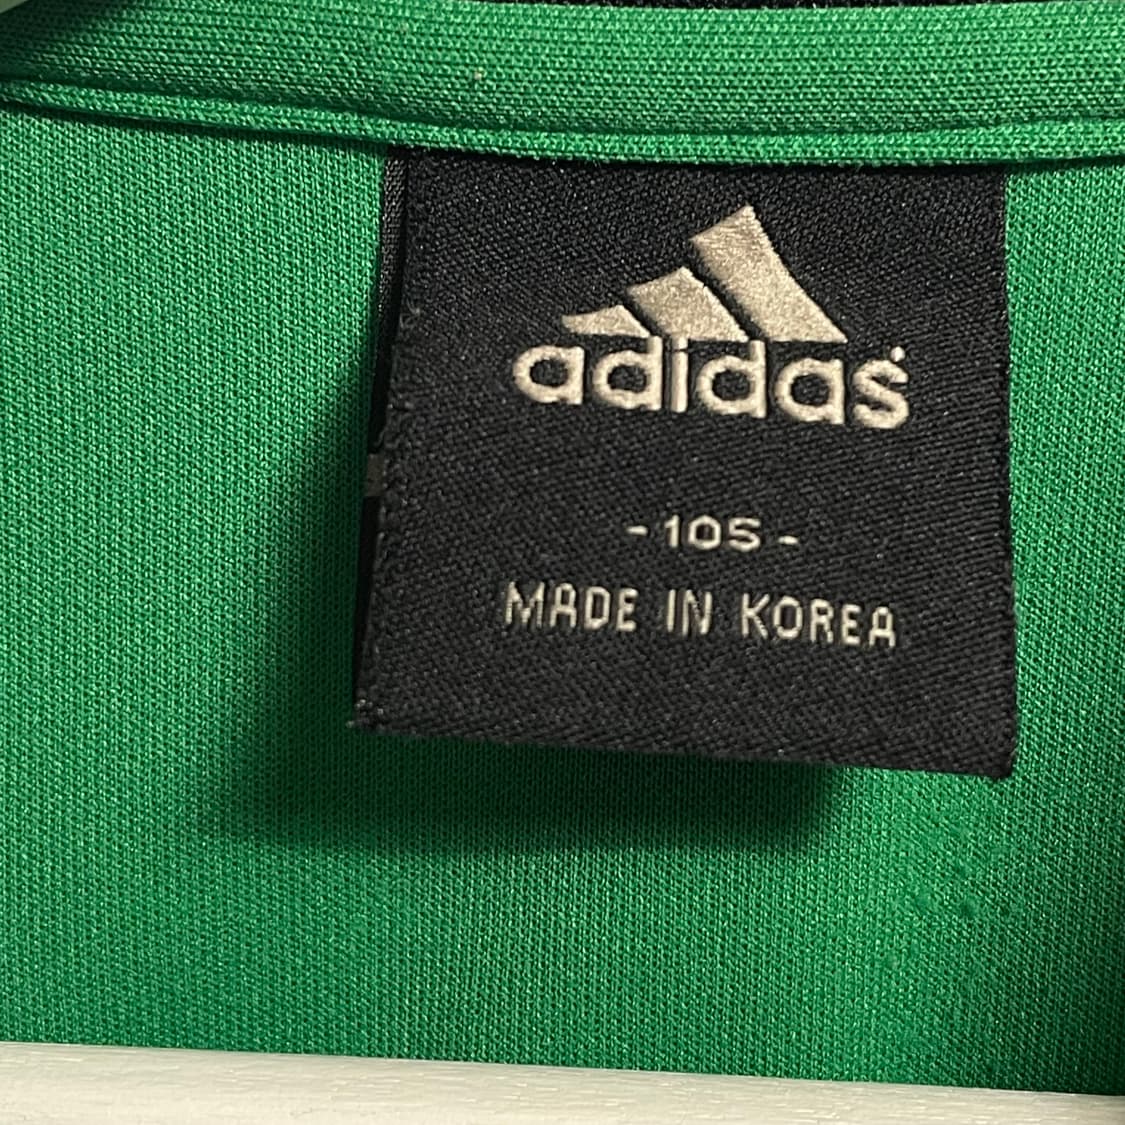 adidas
-105-
MADE IN KOREA